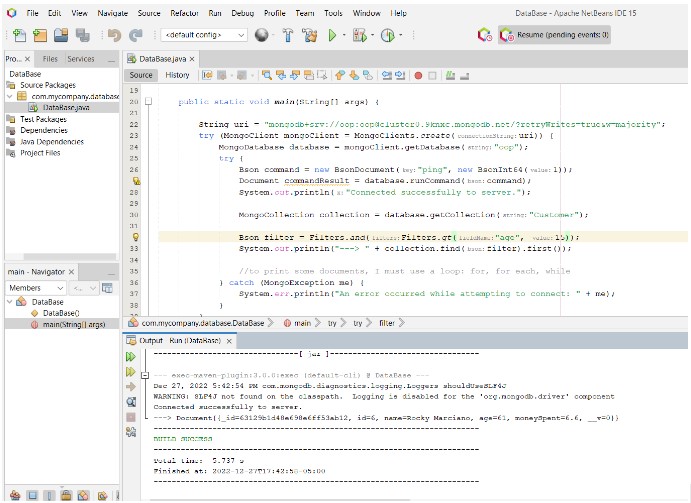 File Edit View Navigate Source Refactor Run Debug Profile Team Tools Window Help
DataBase - Apache NetBeans IDE 15
<default config>
Resume (pending events: 0)
Pro... × Files Services
DataBase
Source Packages
com.mycompany.database
DataBase.java
Test Packages
Dependencies
Java Dependencies
Project Files
DataBase.java ×
Source History
19
20 public static void main(String[] args) {
21
22 String uri = "mongodb+srv://oop:oop@cluster0.9knxc.mongodb.net/?retryWrites=true&w=majority";
23 try (MongoClient mongoClient = MongoClients.create(connectionString: uri)) {
24 MongoDatabase database = mongoClient.getDatabase(string: "oop");
25 try {
26 Bson command = new BsonDocument(key: "ping", new BsonInt64(value: 1));
Document commandResult = database.runCommand(bson: command);
28 System.out.println(x: "Connected successfully to server.");
29
30 MongoCollection collection = database.getCollection(string: "Customer");
31
Bson filter = Filters.and(filters: Filters.gt(fieldName: "age", value: 15));
33 System.out.println("---> " + collection.find(bson: filter).first());
34
35 //to print some documents, I must use a loop: for, for each, while
36 } catch (MongoException me) {
37 System.err.println("An error occurred while attempting to connect: " + me);
38 }
main - Navigator ×
Members
DataBase
DataBase()
main(String[] args)
com.mycompany.database.DataBase main try try filter
Output - Run (DataBase) ×
--------------------------------[ jar ]---------------------------------
--- exec-maven-plugin:3.0.0:exec (default-cli) @ DataBase ---
Dec 27, 2022 5:42:54 PM com.mongodb.diagnostics.logging.Loggers shouldUseSLF4J
WARNING: SLF4J not found on the classpath. Logging is disabled for the 'org.mongodb.driver' component
Connected successfully to server.
---> Document{{_id=63129b1d48e698e6ff53ab12, id=6, name=Rocky Marciano, age=61, moneySpent=6.6, __v=0}}
------------------------------------------------------------------------
BUILD SUCCESS
------------------------------------------------------------------------
Total time: 5.737 s
Finished at: 2022-12-27T17:42:58-05:00
------------------------------------------------------------------------